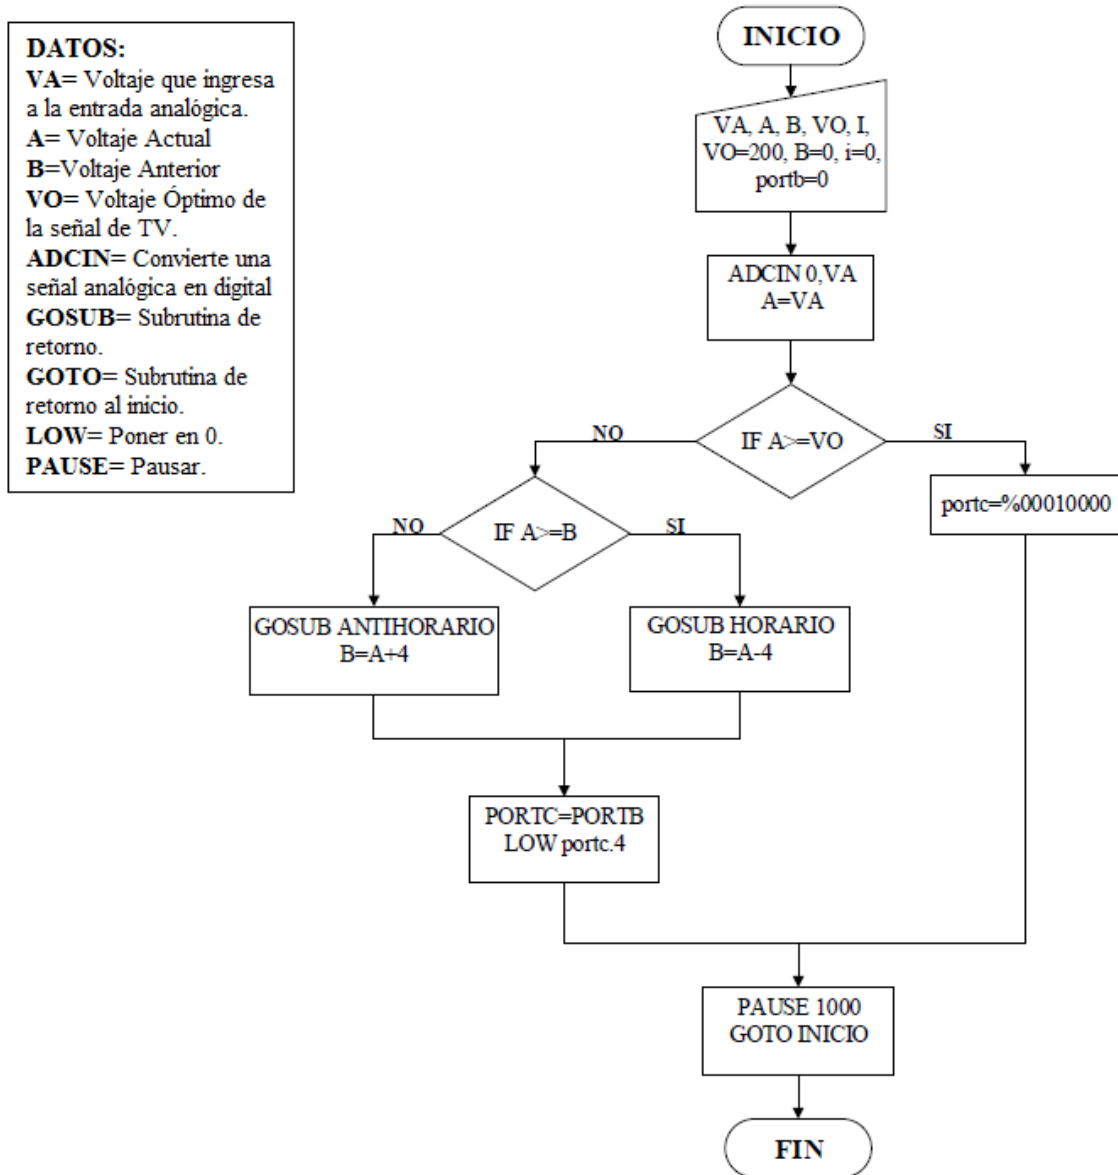 DATOS:
VA= Voltaje que ingresa
a la entrada analógica.
A= Voltaje Actual
B=Voltaje Anterior
VO= Voltaje Óptimo de
la señal de TV.
ADCIN= Convierte una
señal analógica en digital
GOSUB= Subrutina de
retorno.
GOTO= Subrutina de
retorno al inicio.
LOW= Poner en 0.
PAUSE= Pausar.
INICIO
VA, A, B, VO, I,
VO=200, B=0, i=0,
portb=0
ADCIN 0,VA
A=VA
IF A>=VO
NO
SI
portc=%00010000
IF A>=B
NO
SI
GOSUB ANTIHORARIO
B=A+4
GOSUB HORARIO
B=A-4
PORTC=PORTB
LOW portc.4
PAUSE 1000
GOTO INICIO
FIN